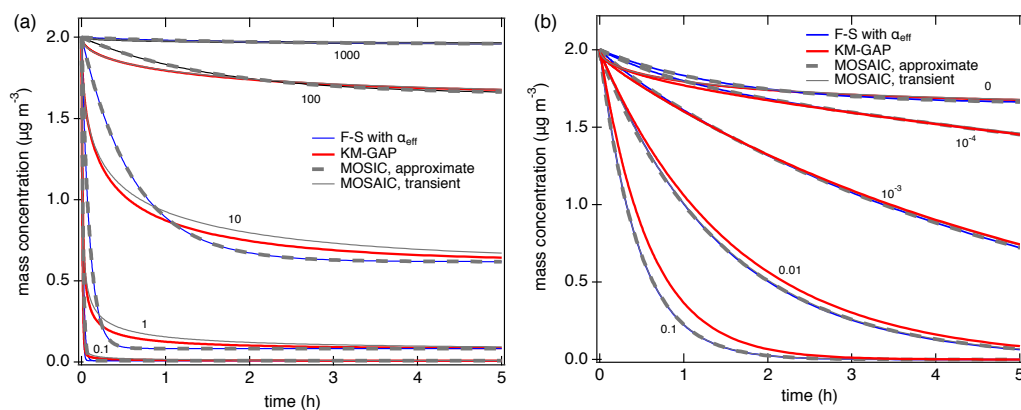 (a)
mass concentration (µg m⁻³)
2.0
1.5
1.0
0.5
0.0
1000
100
F-S with αeff
KM-GAP
MOSIC, approximate
MOSAIC, transient
10
1
0.1
0 1 2 3 4 5
time (h)
(b)
mass concentration (µg m⁻³)
2.0
1.5
1.0
0.5
0.0
F-S with αeff
KM-GAP
MOSAIC, approximate
MOSAIC, transient
0
10⁻⁴
10⁻³
0.01
0.1
0 1 2 3 4 5
time (h)